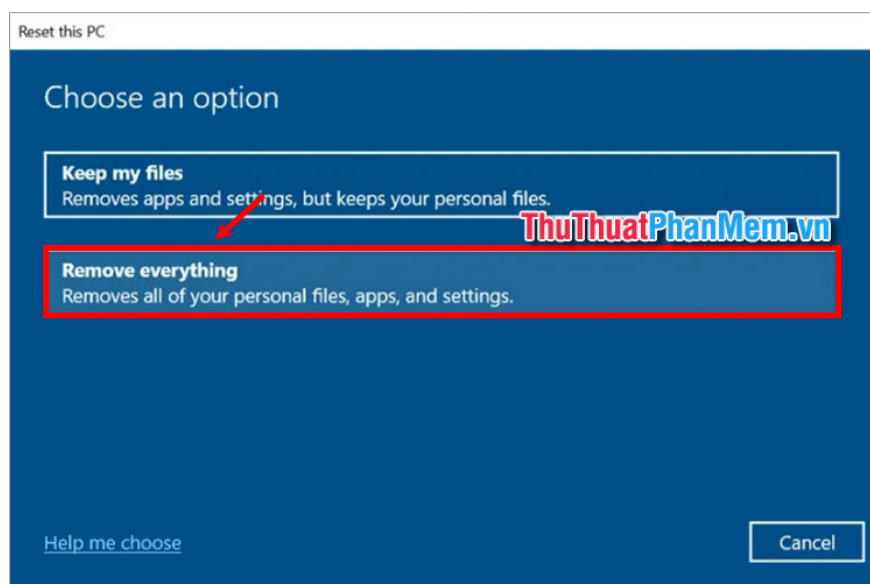 Reset this PC
Choose an option
Keep my files
Removes apps and settings, but keeps your personal files.
ThuThuatPhanMem.vn
Remove everything
Removes all of your personal files, apps, and settings.
Help me choose
Cancel